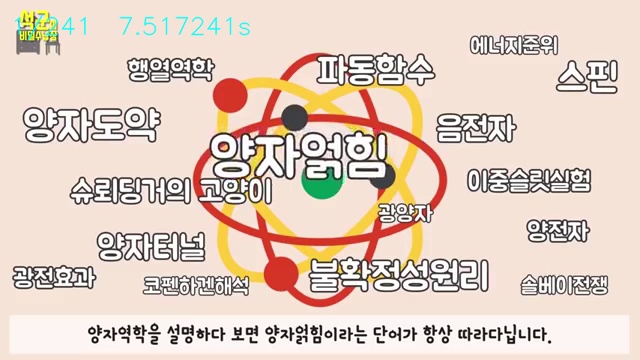 7.517241s
비밀수납장
에너지준위
행열역학
파동함수
스핀
양자도약
음전자
양자얽힘
이중슬릿실험
슈뢰딩거의 고양이
광양자
양전자
양자터널
불확정성원리
광전효과
코펜하겐해석
솔베이전쟁
양자역학을 설명하다 보면 양자얽힘이라는 단어가 항상 따라다닙니다.